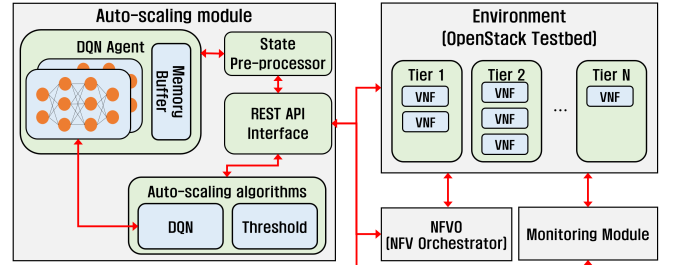 Auto-scaling module
DQN Agent
Memory
Buffer
State
Pre-processor
REST API
Interface
Auto-scaling algorithms
DQN
Threshold
Environment
(OpenStack Testbed)
Tier 1
VNF
VNF
Tier 2
VNF
VNF
VNF
...
Tier N
VNF
NFVO
(NFV Orchestrator)
Monitoring Module